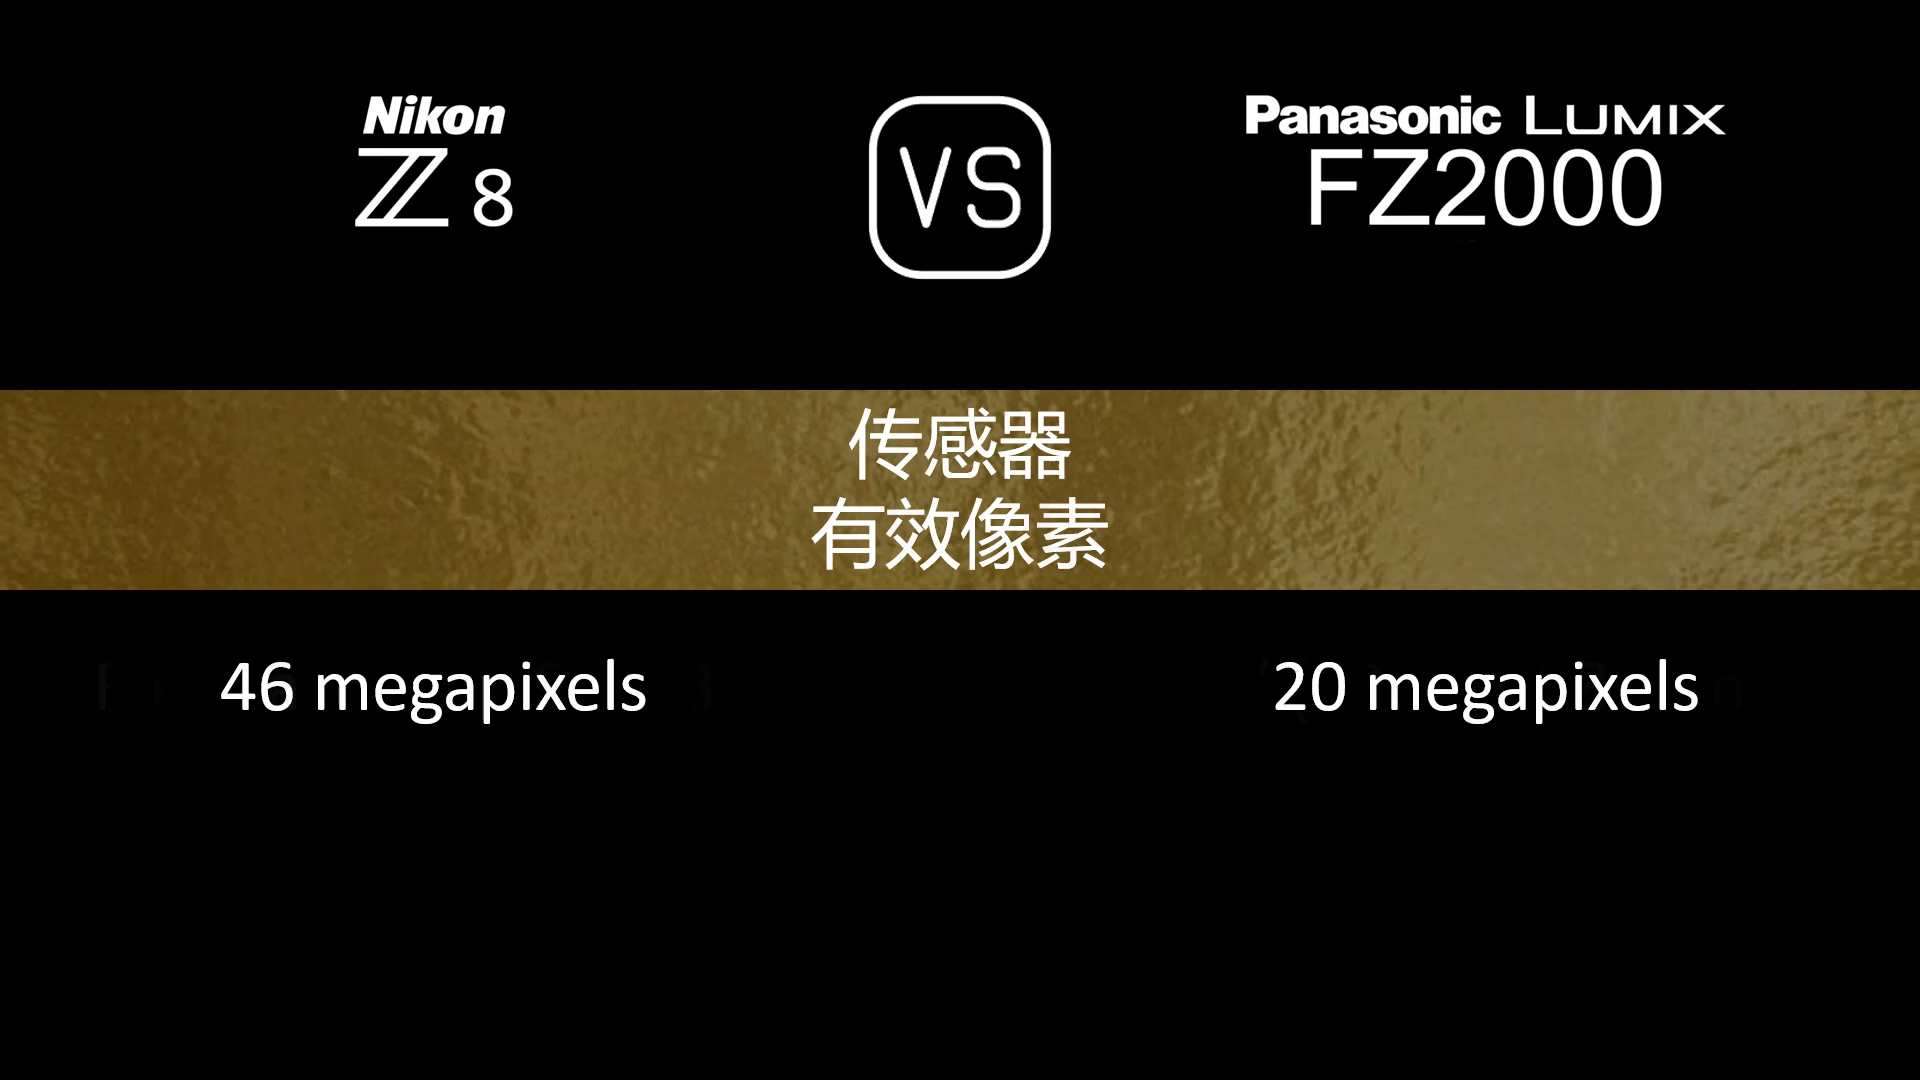 Nikon
Z 8
VS
Panasonic LUMIX
FZ2000
传感器
有效像素
46 megapixels
20 megapixels